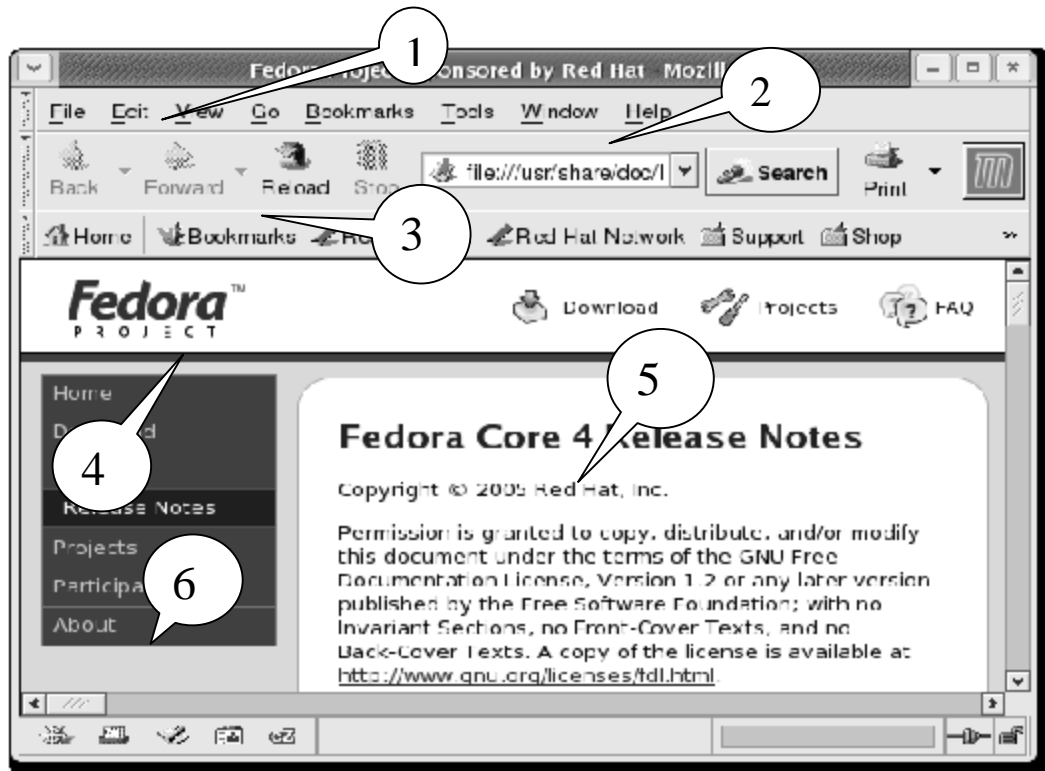 1
Fedora Project sponsored by Red Hat Mozill
2
File Edit View Go Bookmarks Tools Window Help
file:///usr/share/doc/l Search
Back Forward Reload Stop Print
3
Home Bookmarks Red Hat Network Support Shop
Fedora™
PROJECT
Download Projects FAQ
5
Home
4
Fedora Core 4 Release Notes
Copyright © 2005 Red Hat, Inc.
Release Notes
Permission is granted to copy, distribute, and/or modify
Projects
this document under the terms of the GNU Free
6
Participa
Documentation License, Version 1.2 or any later version
published by the Free Software Foundation; with no
About
Invariant Sections, no Front-Cover Texts, and no
Back-Cover Texts. A copy of the license is available at
http://www.gnu.org/licenses/fdl.html.